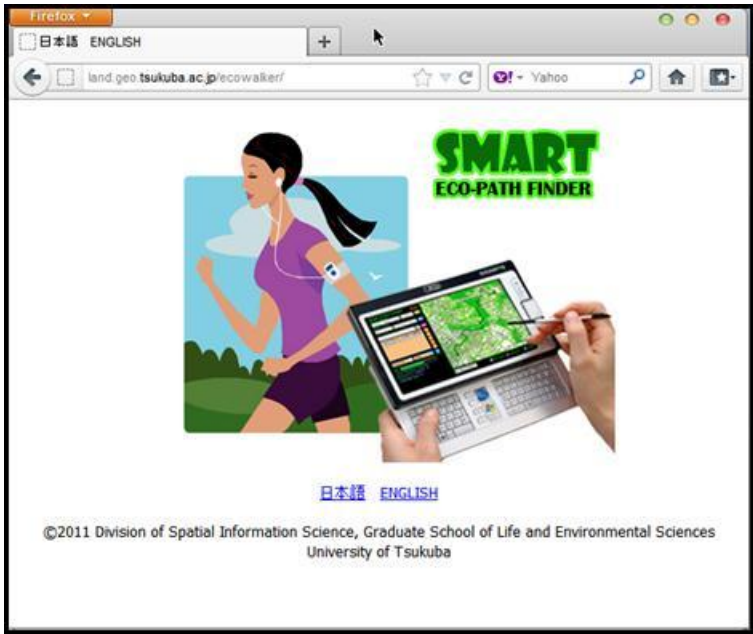 Firefox
日本語 ENGLISH
land.geo.tsukuba.ac.jp/ecowalker/
Yahoo
SMART
ECO-PATH FINDER
日本語 ENGLISH
©2011 Division of Spatial Information Science, Graduate School of Life and Environmental Sciences
University of Tsukuba